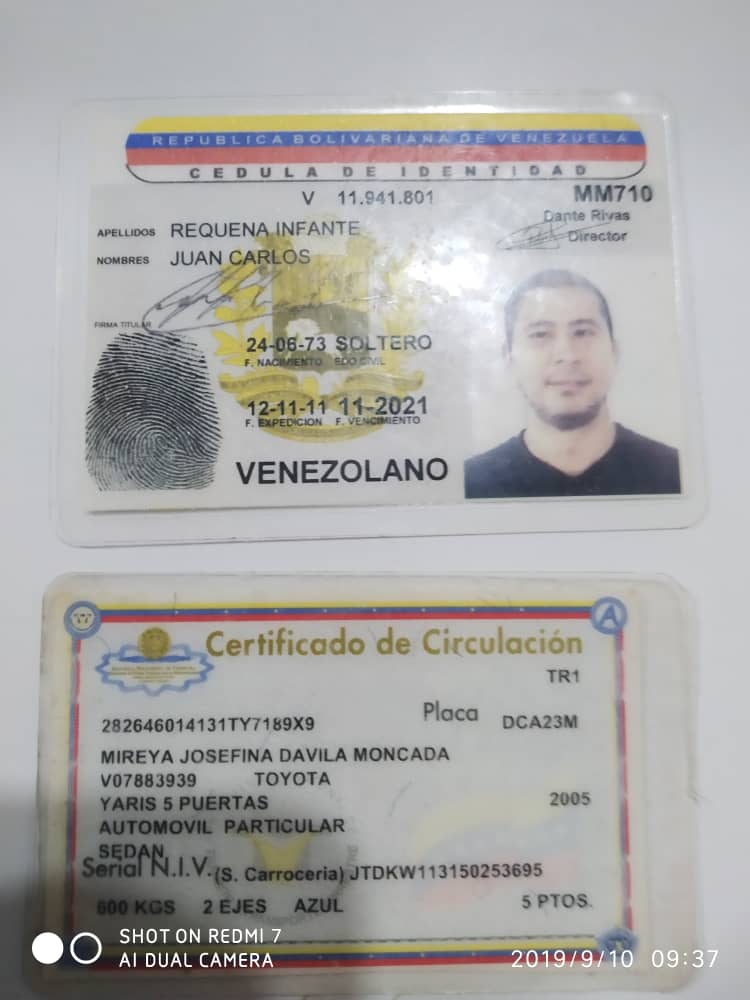 REPUBLICA BOLIVARIANA DE VENEZUELA
CEDULA DE IDENTIDAD
V 11.941.801 MM710
Dante Rivas
Director
APELLIDOS REQUENA INFANTE
NOMBRES JUAN CARLOS
FIRMA TITULAR
24-06-73 SOLTERO
F. NACIMIENTO EDO CIVIL
12-11-11 11-2021
F. EXPEDICION F. VENCIMIENTO
VENEZOLANO
Certificado de Circulación
TR1
282646014131TY7189X9 Placa DCA23M
MIREYA JOSEFINA DAVILA MONCADA
V07883939 TOYOTA
YARIS 5 PUERTAS 2005
AUTOMOVIL PARTICULAR
SEDAN
Serial N.I.V. (S. Carroceria) JTDKW113150253695
600 KGS 2 EJES AZUL 5 PTOS.
SHOT ON REDMI 7
AI DUAL CAMERA
2019/9/10 09:37